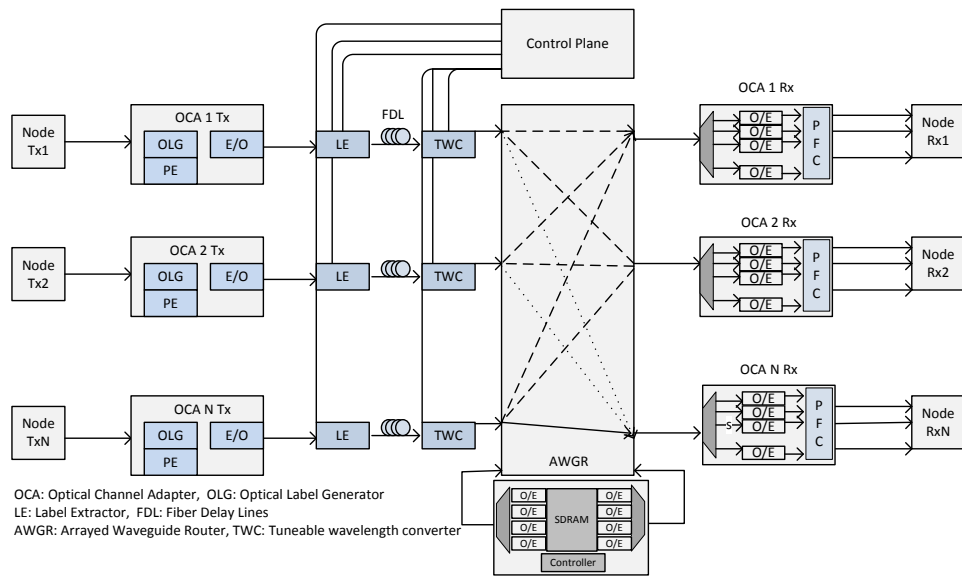 Control Plane
OCA 1 Rx
FDL
OCA 1 Tx
Node
Tx1
OLG
E/O
PE
LE
TWC
O/E
O/E
O/E
O/E
P
F
C
Node
Rx1
OCA 2 Rx
OCA 2 Tx
Node
Tx2
OLG
E/O
PE
LE
TWC
O/E
O/E
O/E
O/E
P
F
C
Node
Rx2
OCA N Rx
OCA N Tx
Node
TxN
OLG
E/O
PE
LE
TWC
O/E
O/E
S
O/E
O/E
P
F
C
Node
RxN
AWGR
OCA: Optical Channel Adapter, OLG: Optical Label Generator
LE: Label Extractor, FDL: Fiber Delay Lines
AWGR: Arrayed Waveguide Router, TWC: Tuneable wavelength converter
O/E
O/E
O/E
O/E
SDRAM
O/E
O/E
O/E
O/E
Controller